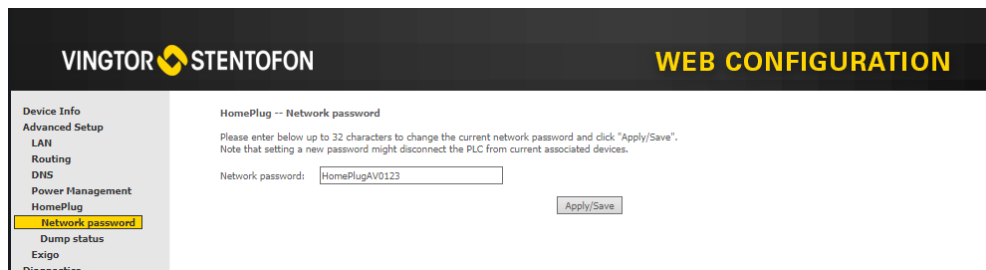 VINGTOR STENTOFON
WEB CONFIGURATION
Device Info
Advanced Setup
LAN
Routing
DNS
Power Management
HomePlug
Network password
Dump status
Exigo
Diagnostics
HomePlug -- Network password
Please enter below up to 32 characters to change the current network password and click "Apply/Save".
Note that setting a new password might disconnect the PLC from current associated devices.
Network password: HomePlugAV0123
Apply/Save